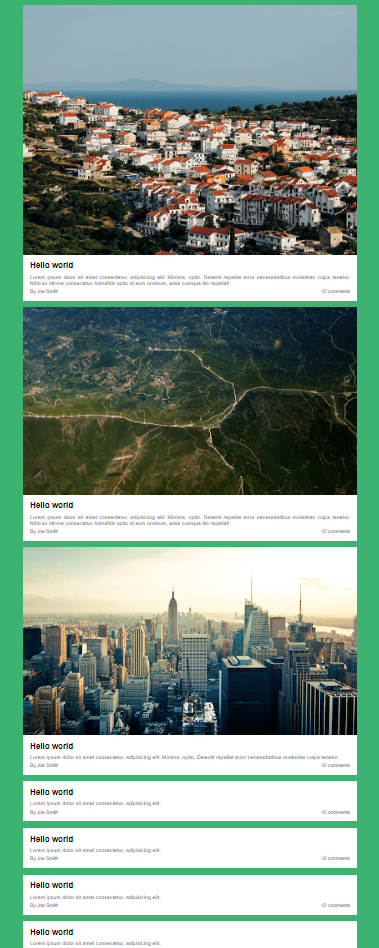 Hello world
Lorem ipsum dolor sit amet consectetur, adipisicing elit. Minima, optio. Deleniti repellat error necessitatibus molestias culpa tenetur.
Nihil ex labore consectetur blanditiis optio id eum nostrum, esse cumque illo repellat!
By Joe Smith 43 comments
Hello world
Lorem ipsum dolor sit amet consectetur, adipisicing elit. Minima, optio. Deleniti repellat error necessitatibus molestias culpa tenetur.
Nihil ex labore consectetur blanditiis optio id eum nostrum, esse cumque illo repellat!
By Joe Smith 43 comments
Hello world
Lorem ipsum dolor sit amet consectetur, adipisicing elit. Minima, optio. Deleniti repellat error necessitatibus molestias culpa tenetur.
By Joe Smith 43 comments
Hello world
Lorem ipsum dolor sit amet consectetur, adipisicing elit.
By Joe Smith 43 comments
Hello world
Lorem ipsum dolor sit amet consectetur, adipisicing elit.
By Joe Smith 43 comments
Hello world
Lorem ipsum dolor sit amet consectetur, adipisicing elit.
By Joe Smith 43 comments
Hello world
Lorem ipsum dolor sit amet consectetur, adipisicing elit.